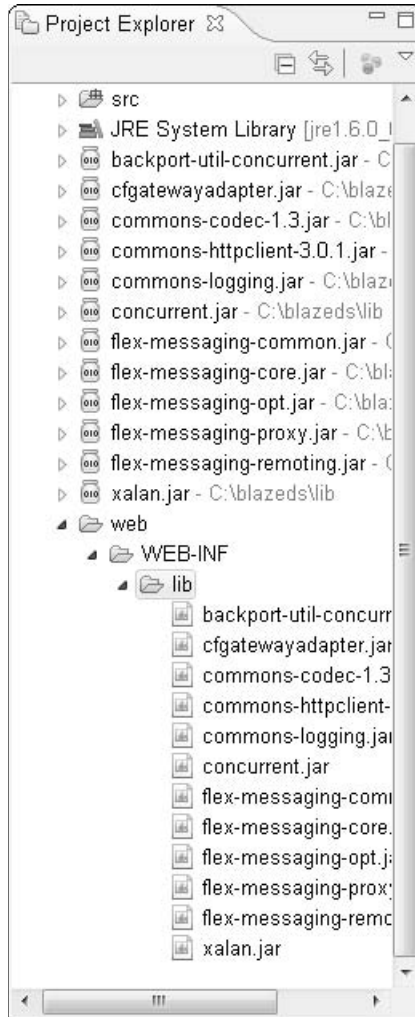 Project Explorer
src
JRE System Library [jre1.6.0_
backport-util-concurrent.jar - C
cfgatewayadapter.jar - C:\blaze
commons-codec-1.3.jar - C:\bl
commons-httpclient-3.0.1.jar -
commons-logging.jar - C:\blaz
concurrent.jar - C:\blazeds\lib
flex-messaging-common.jar - C
flex-messaging-core.jar - C:\bl
flex-messaging-opt.jar - C:\bla
flex-messaging-proxy.jar - C:\b
flex-messaging-remoting.jar - C
xalan.jar - C:\blazeds\lib
web
WEB-INF
lib
backport-util-concurr
cfgatewayadapter.jar
commons-codec-1.3
commons-httpclient-
commons-logging.jar
concurrent.jar
flex-messaging-com
flex-messaging-core.
flex-messaging-opt.j
flex-messaging-prox
flex-messaging-remo
xalan.jar